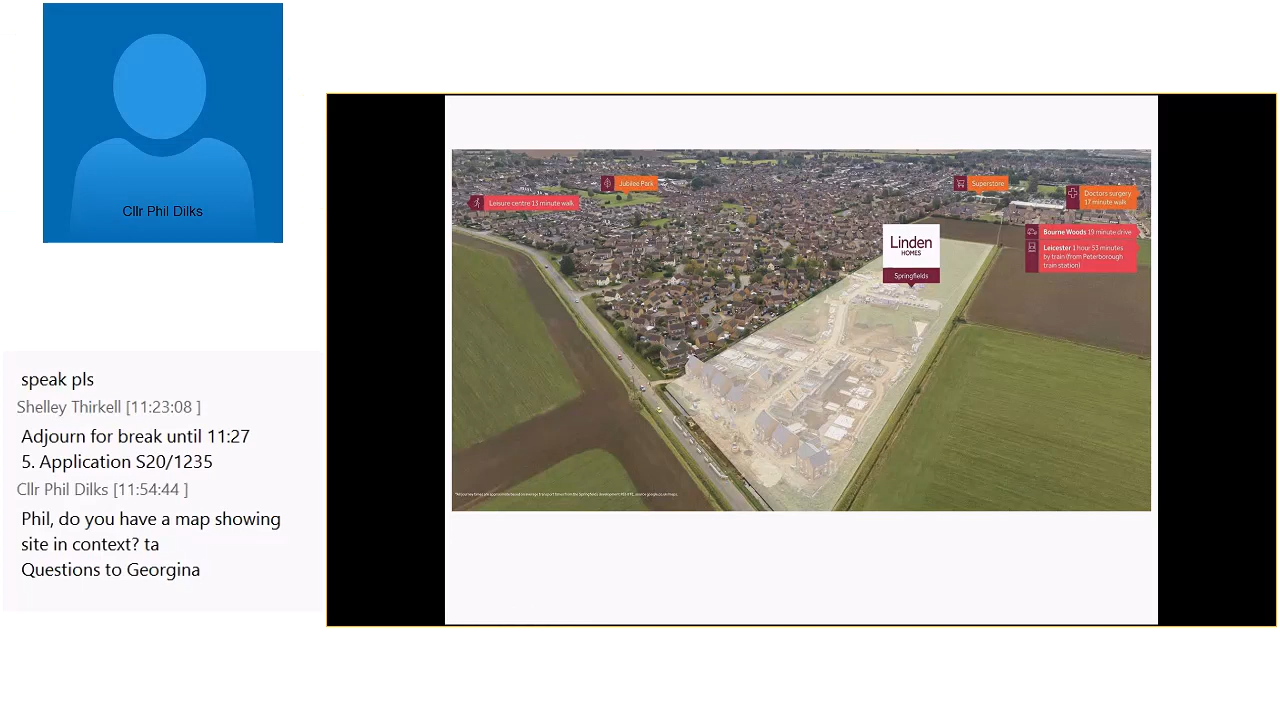 Cllr Phil Dilks
speak pls
Shelley Thirkell [11:23:08 ]
Adjourn for break until 11:27
5. Application S20/1235
Cllr Phil Dilks [11:54:44 ]
Phil, do you have a map showing
site in context? ta
Questions to Georgina
Jubilee Park
Leisure centre 13 minute walk
Superstore
Doctors surgery
17 minute walk
Linden
HOMES
Springfields
Bourne Woods 19 minute drive
Leicester 1 hour 53 minutes
by train (from Peterborough
train station)